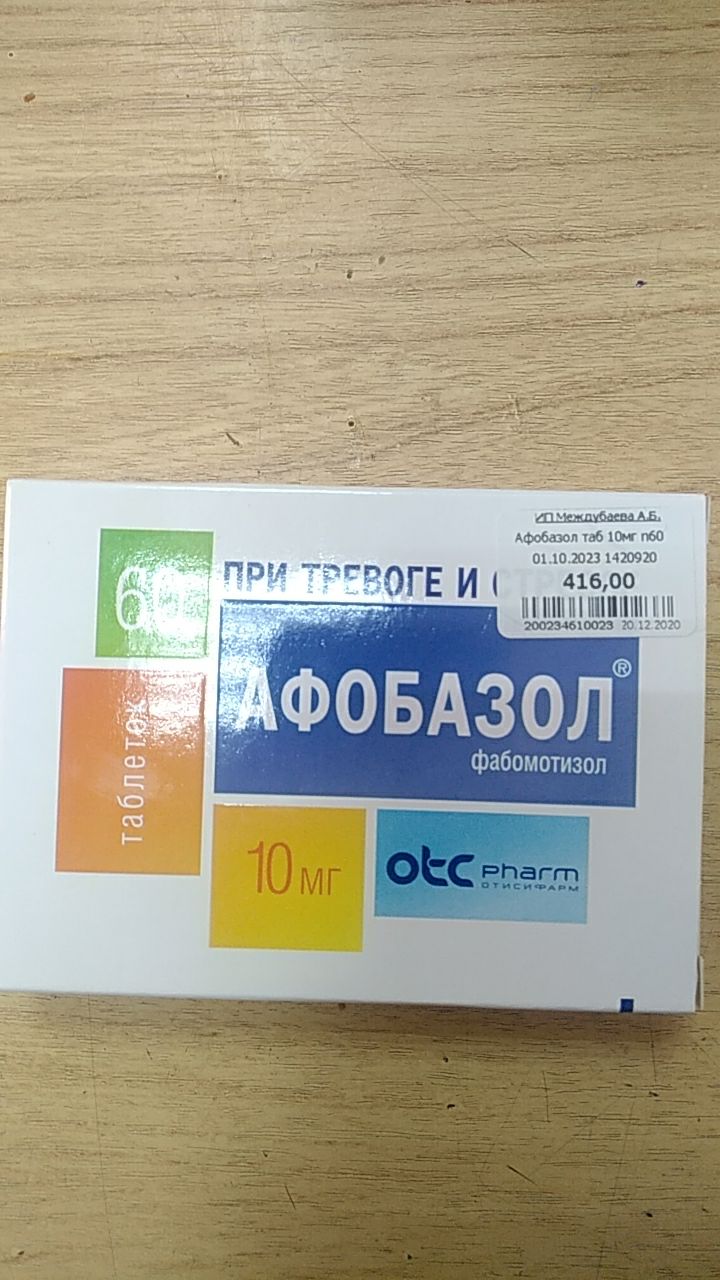 ИП Междубаева А.Б.
Афобазол таб 10мг n60
01.10.2023 1420920
416,00
200234610023 20.12.2020
60
таблеток
ПРИ ТРЕВОГЕ И
АФОБАЗОЛ®
фабомотизол
10 мг
otc pharm
ОТИСИФАРМ